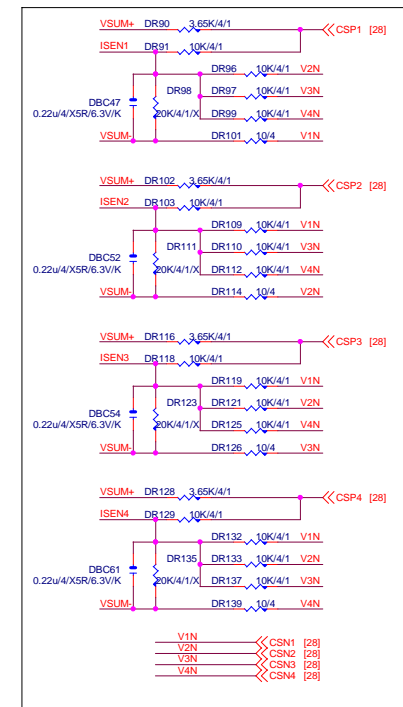 VSUM+ DR90 3.65K/4/1 CSP1 [28]
ISEN1 DR91 10K/4/1
DR96 10K/4/1 V2N
DR98 DR97 10K/4/1 V3N
DBC47
0.22u/4/X5R/6.3V/K 20K/4/1/X DR99 10K/4/1 V4N
VSUM- DR101 10/4 V1N
VSUM+ DR102 3.65K/4/1 CSP2 [28]
ISEN2 DR103 10K/4/1
DR109 10K/4/1 V1N
DR111 DR110 10K/4/1 V3N
DBC52
0.22u/4/X5R/6.3V/K 20K/4/1/X DR112 10K/4/1 V4N
VSUM- DR114 10/4 V2N
VSUM+ DR116 3.65K/4/1 CSP3 [28]
ISEN3 DR118 10K/4/1
DR119 10K/4/1 V1N
DR123 DR121 10K/4/1 V2N
DBC54
0.22u/4/X5R/6.3V/K 20K/4/1/X DR125 10K/4/1 V4N
VSUM- DR126 10/4 V3N
VSUM+ DR128 3.65K/4/1 CSP4 [28]
ISEN4 DR129 10K/4/1
DR132 10K/4/1 V1N
DR135 DR133 10K/4/1 V2N
DBC61
0.22u/4/X5R/6.3V/K 20K/4/1/X DR137 10K/4/1 V3N
VSUM- DR139 10/4 V4N
V1N CSN1 [28]
V2N CSN2 [28]
V3N CSN3 [28]
V4N CSN4 [28]